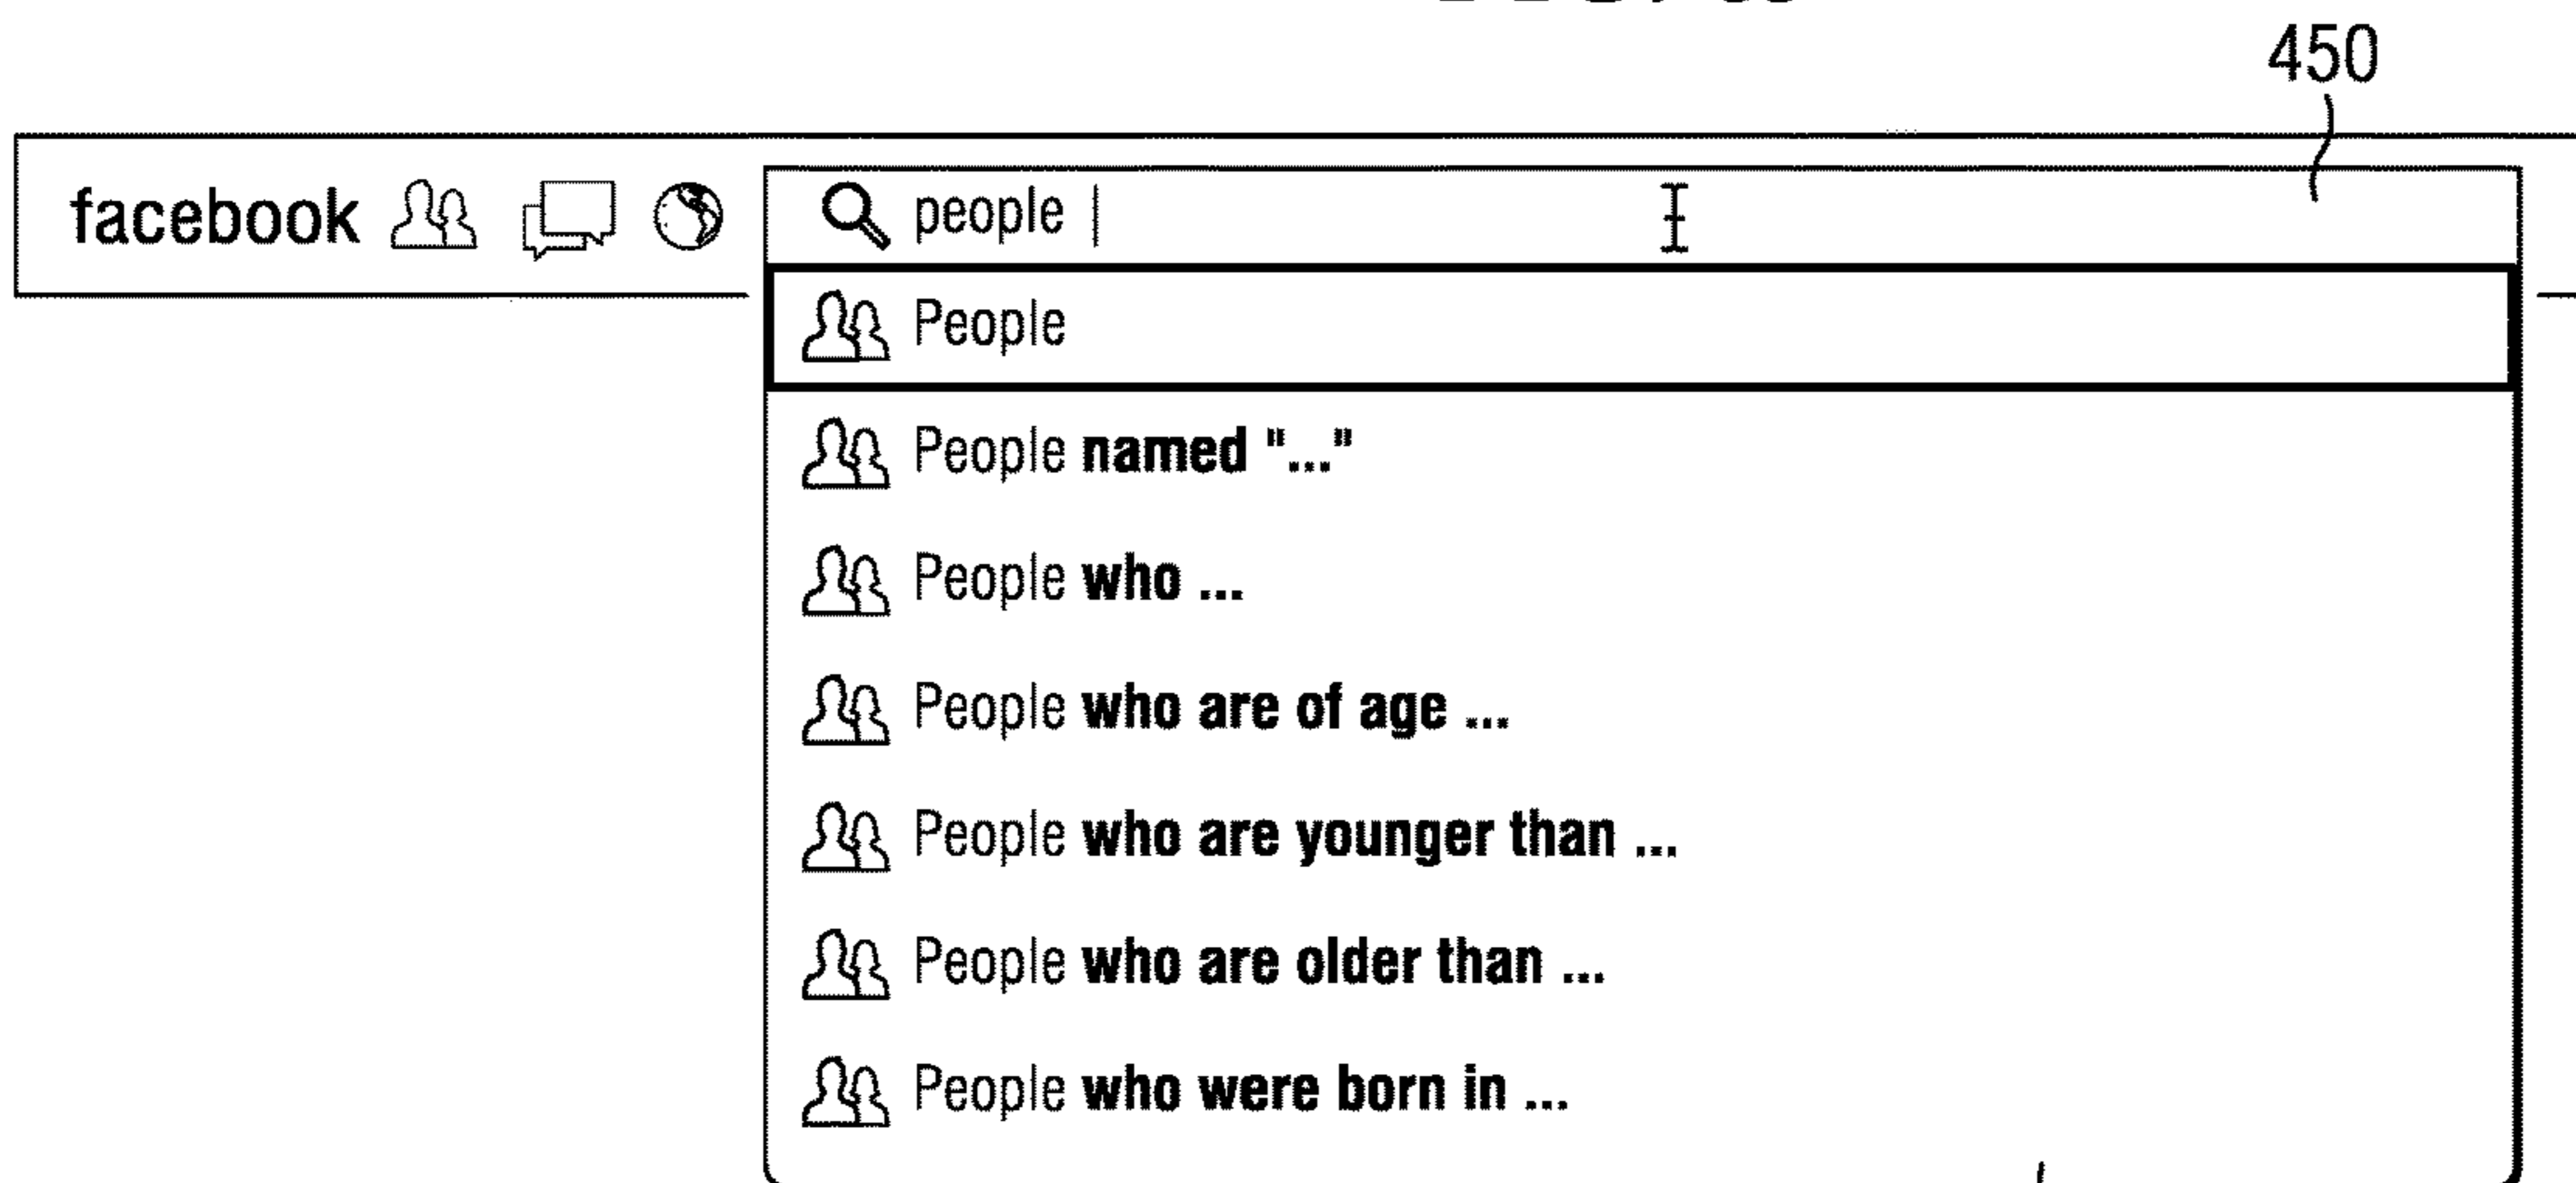 450
facebook people
People
People named "..."
People who ...
People who are of age ...
People who are younger than ...
People who are older than ...
People who were born in ...